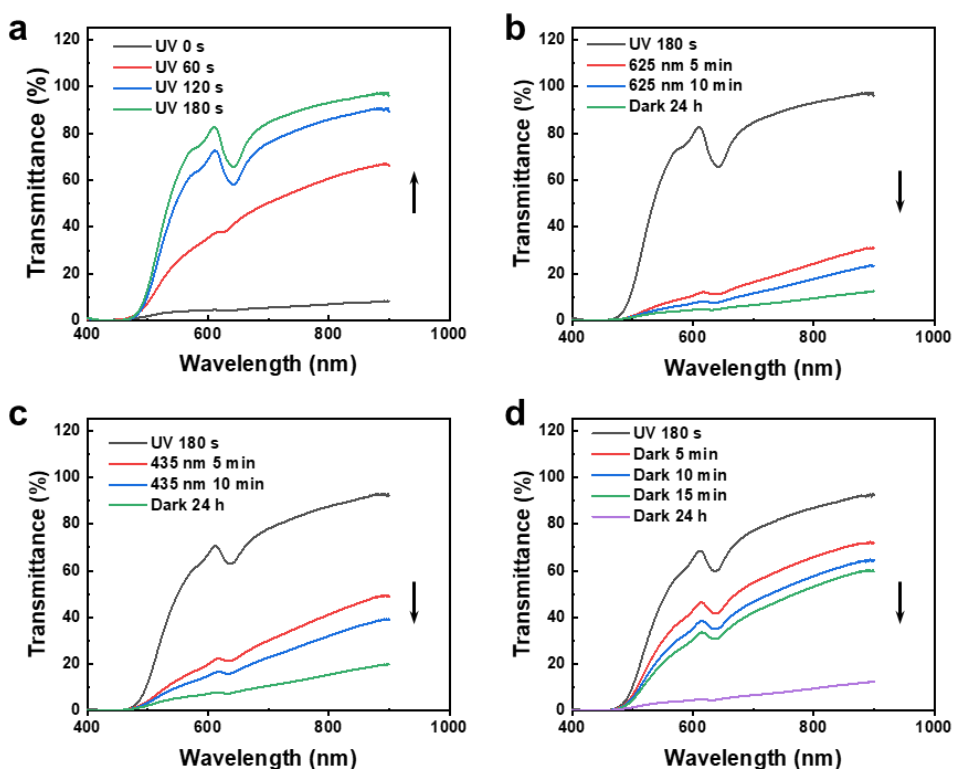 a
120
100
80
60
40
20
0
Transmittance (%)
UV 0 s
UV 60 s
UV 120 s
UV 180 s
400
600
800
1000
Wavelength (nm)
b
120
100
80
60
40
20
0
Transmittance (%)
UV 180 s
625 nm 5 min
625 nm 10 min
Dark 24 h
400
600
800
1000
Wavelength (nm)
c
120
100
80
60
40
20
0
Transmittance (%)
UV 180 s
435 nm 5 min
435 nm 10 min
Dark 24 h
400
600
800
1000
Wavelength (nm)
d
120
100
80
60
40
20
0
Transmittance (%)
UV 180 s
Dark 5 min
Dark 10 min
Dark 15 min
Dark 24 h
400
600
800
1000
Wavelength (nm)